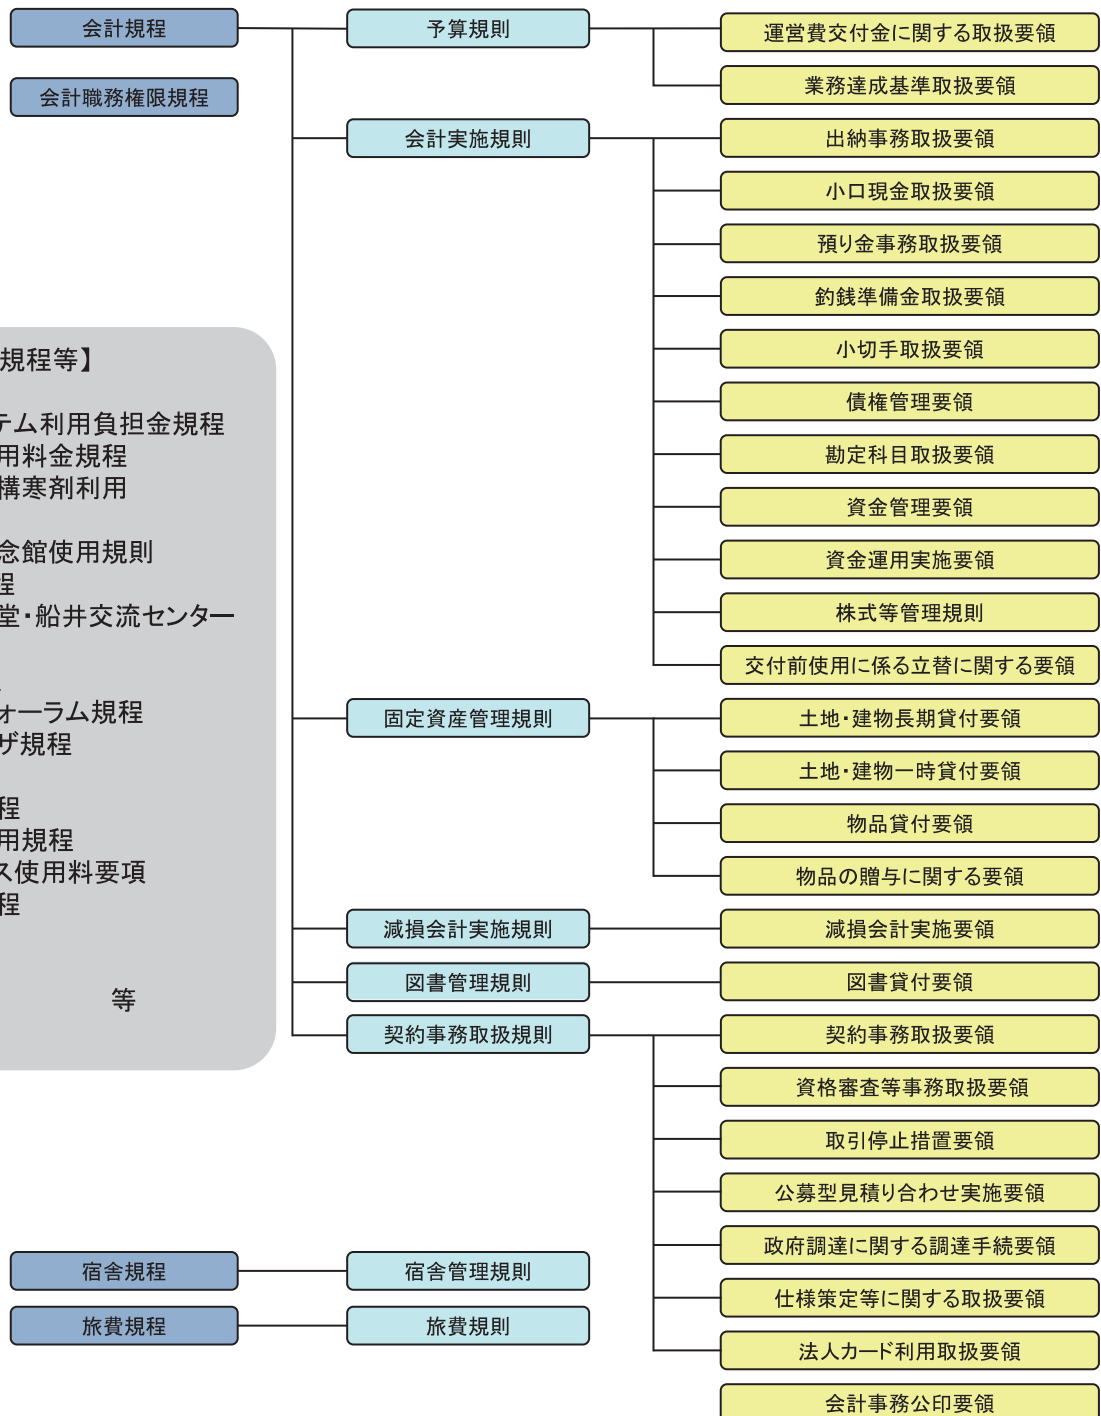 会計規程
会計職務権限規程
予算規則
運営費交付金に関する取扱要領
業務達成基準取扱要領
会計実施規則
出納事務取扱要領
小口現金取扱要領
預り金事務取扱要領
釣銭準備金取扱要領
小切手取扱要領
債権管理要領
勘定科目取扱要領
資金管理要領
資金運用実施要領
株式等管理規則
交付前使用に係る立替に関する要領
固定資産管理規則
土地・建物長期貸付要領
土地・建物一時貸付要領
物品貸付要領
物品の贈与に関する要領
減損会計実施規則
減損会計実施要領
図書管理規則
図書貸付要領
契約事務取扱規則
契約事務取扱要領
資格審査等事務取扱要領
取引停止措置要領
公募型見積り合わせ実施要領
政府調達に関する調達手続要領
仕様策定等に関する取扱要領
法人カード利用取扱要領
会計事務公印要領
規程等】
テム利用負担金規程
用料金規程
構寒剤利用
念館使用規則
程
堂・船井交流センター
ォーラム規程
ザ規程
程
用規程
ス使用料要項
程
等
宿舎規程
宿舎管理規則
旅費規程
旅費規則